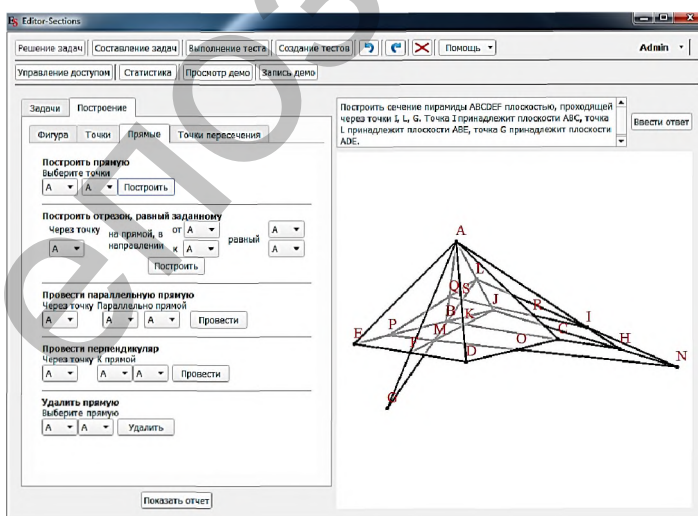 Editor-Sections
Решение задач Составление задач Выполнение теста Создание тестов Помощь Admin
Управление доступом Статистика Просмотр демо Запись демо
Задачи Построение
Фигура Точки Прямые Точки пересечения
Построить прямую
Выберите точки
A A Построить
Построить отрезок, равный заданному
Через точку на прямой, в направлении от A к A равный A A
A
Построить
Провести параллельную прямую
Через точку Параллельно прямой
A A A Провести
Провести перпендикуляр
Через точку К прямой
A A A Провести
Удалить прямую
Выберите прямую
A A Удалить
Показать отчет
Построить сечение пирамиды ABCDEF плоскостью, проходящей
через точки I, L, G. Точка I принадлежит плоскости ABC, точка
L принадлежит плоскости ABE, точка G принадлежит плоскости
ADE.
Ввести ответ
A
L
Q S
J R
P B K I
E M C H
F D O N
G
епоз